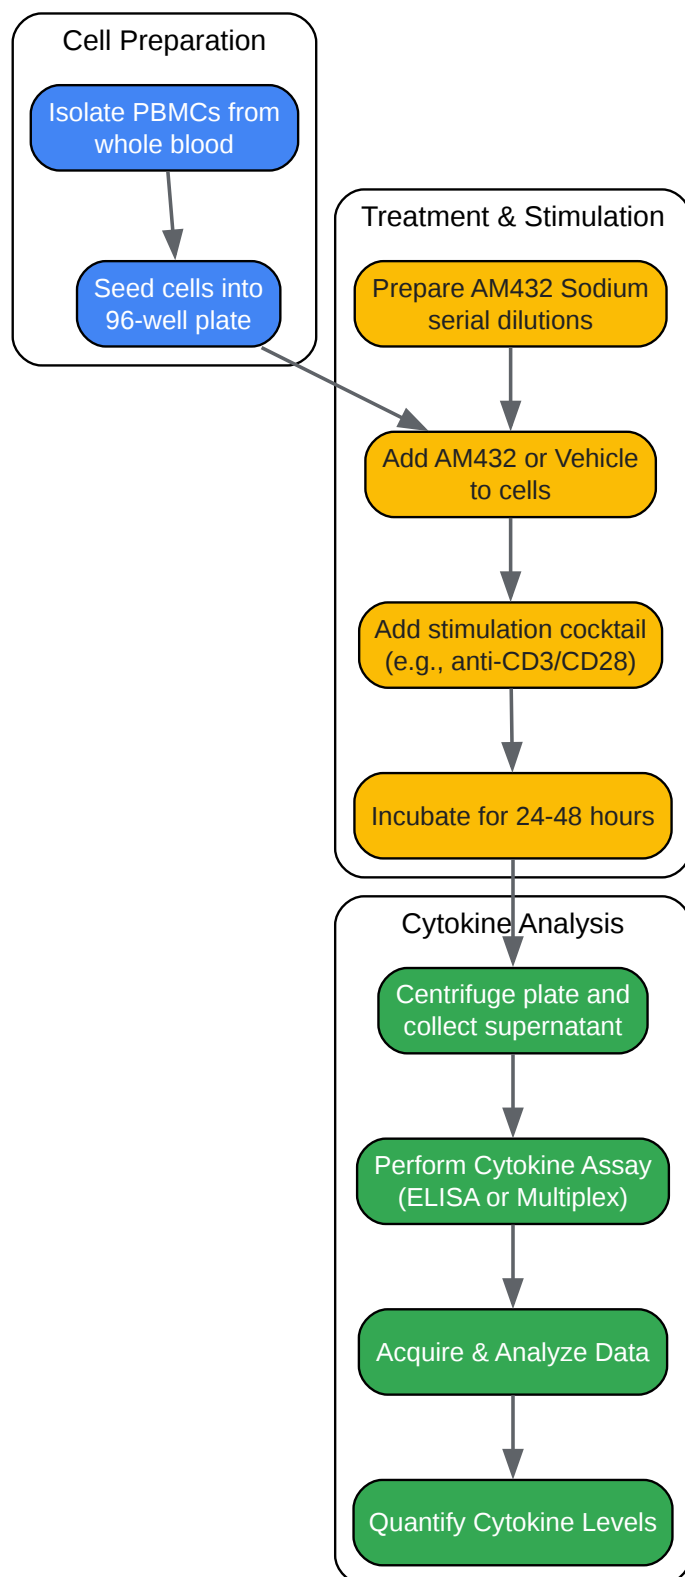 Cell Preparation
Isolate PBMCs from
whole blood
Seed cells into
96-well plate
Treatment & Stimulation
Prepare AM432 Sodium
serial dilutions
Add AM432 or Vehicle
to cells
Add stimulation cocktail
(e.g., anti-CD3/CD28)
Incubate for 24-48 hours
Cytokine Analysis
Centrifuge plate and
collect supernatant
Perform Cytokine Assay
(ELISA or Multiplex)
Acquire & Analyze Data
Quantify Cytokine Levels